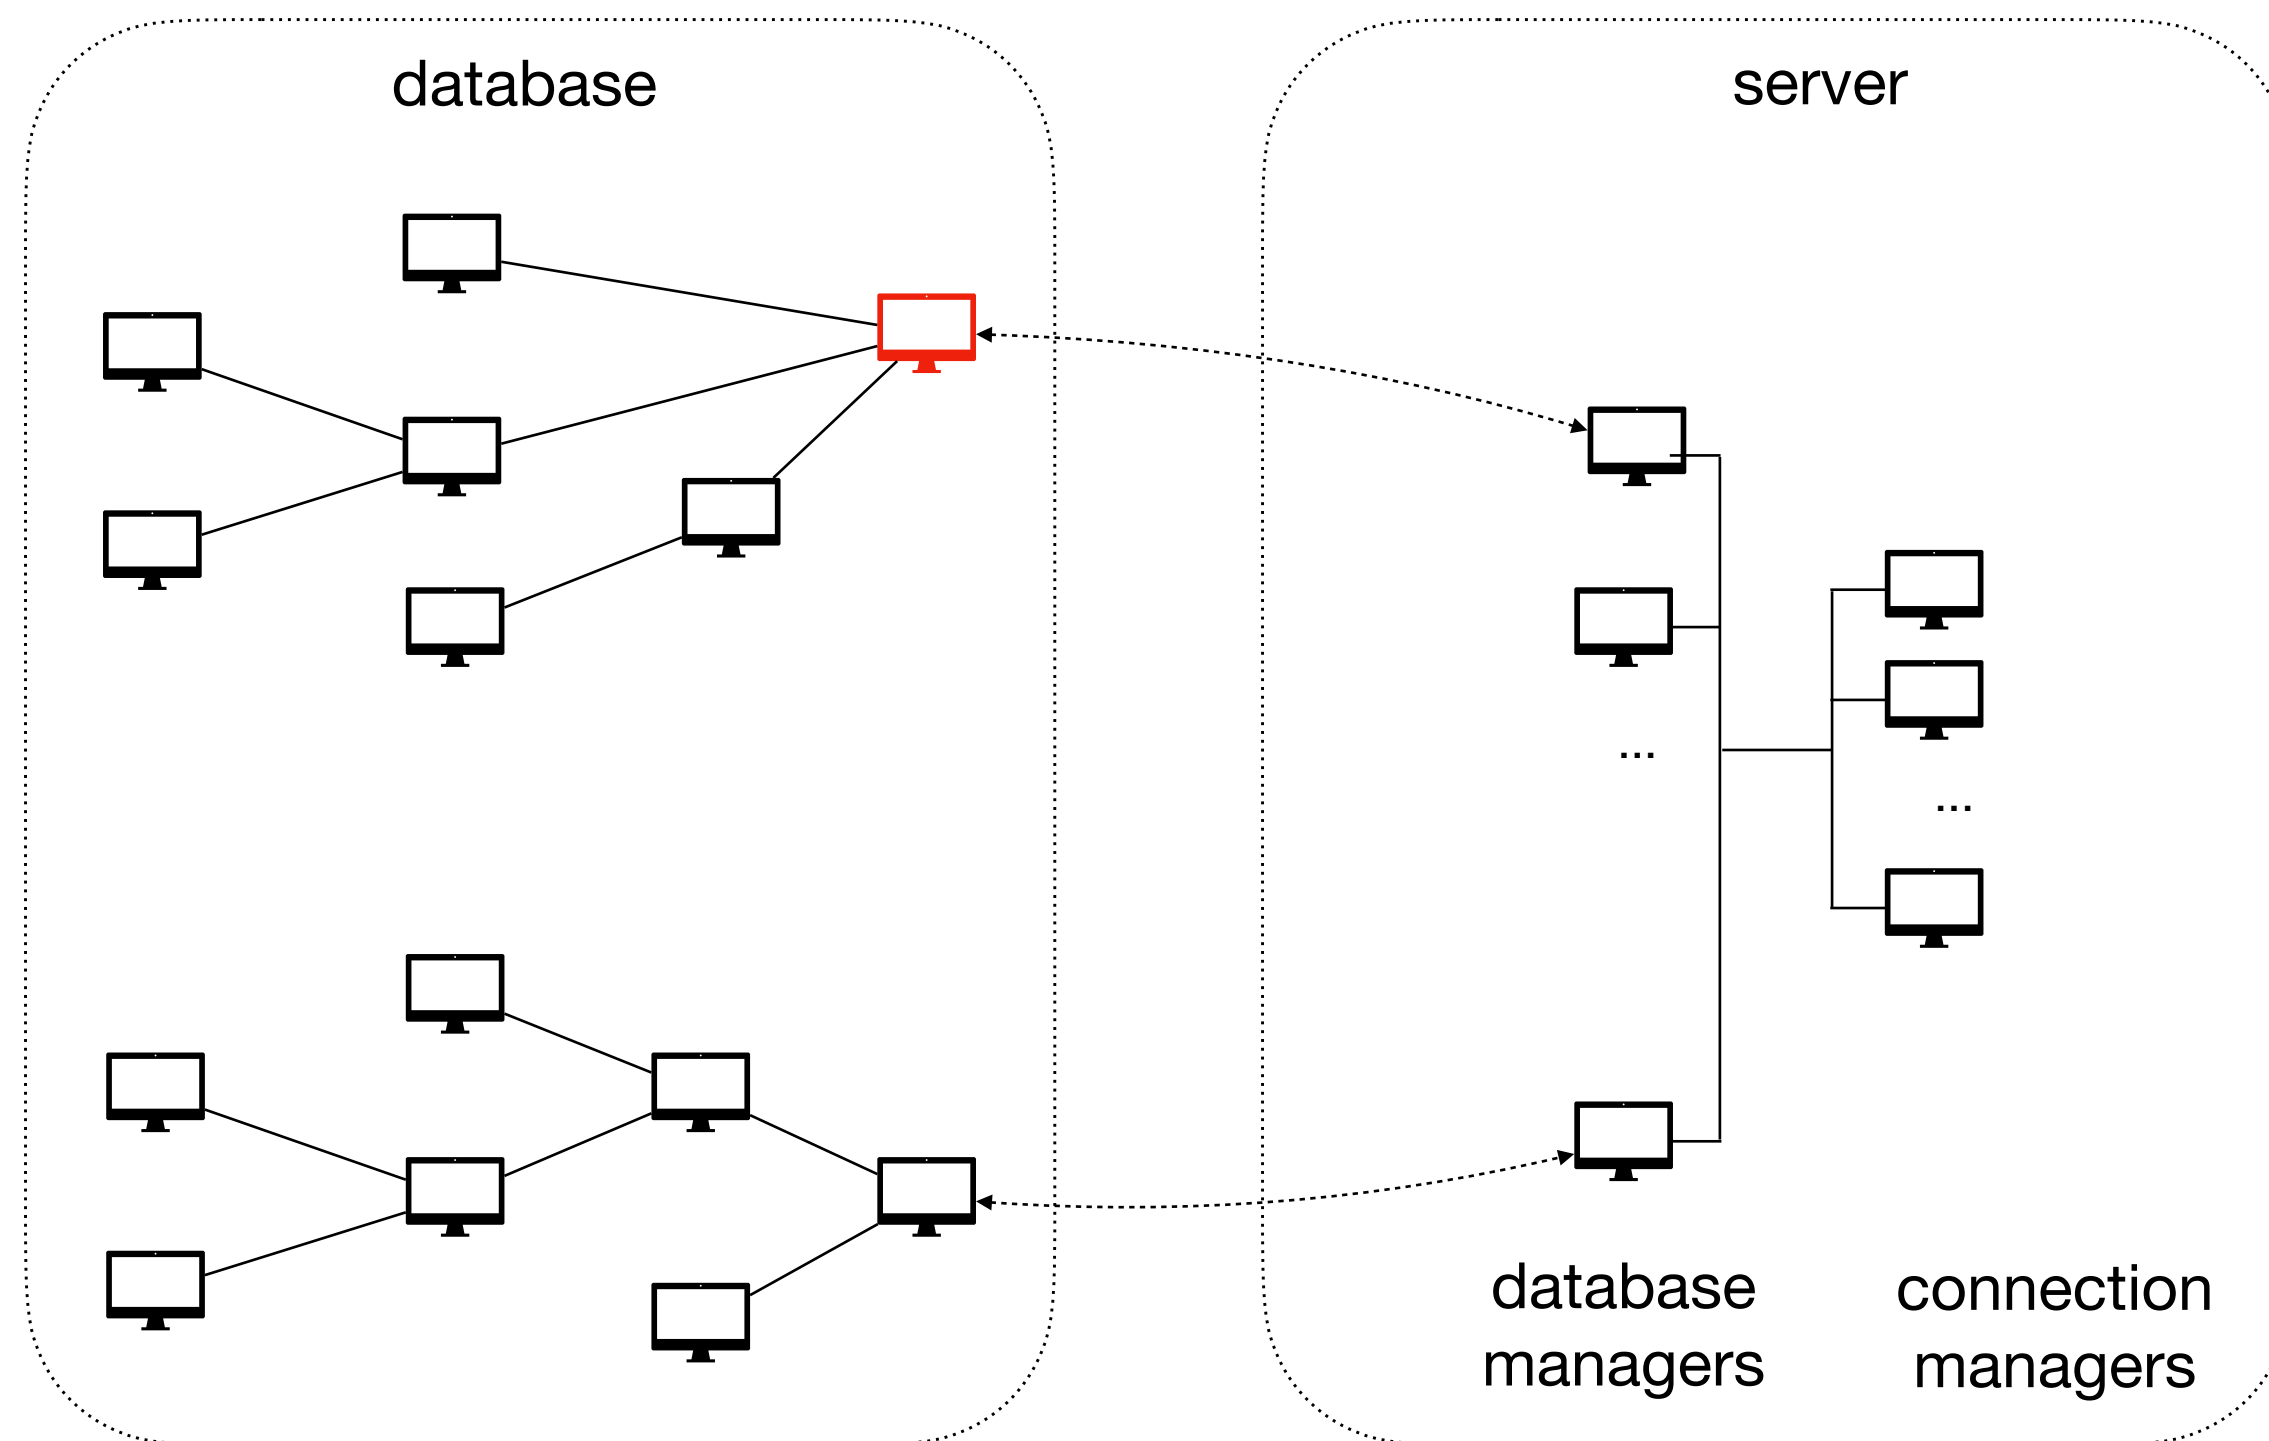 database
server
...
...
database
managers
connection
managers